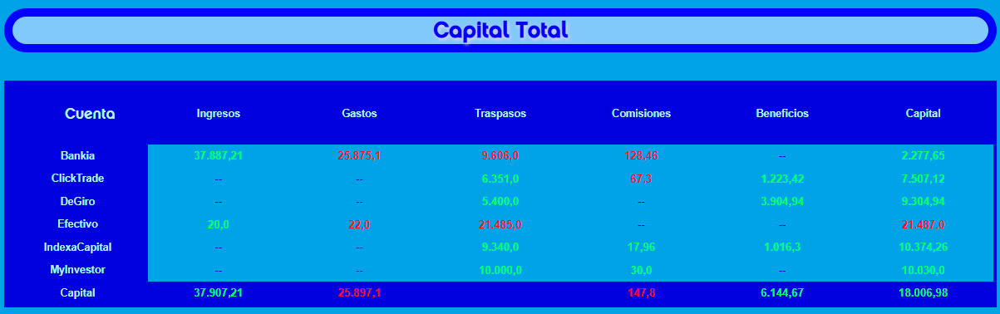 Capital Total
Cuenta Ingresos Gastos Traspasos Comisiones Beneficios Capital
Bankia 37.887,21 25.875,1 9.606,0 128,46 -- 2.277,65
ClickTrade -- -- 6.351,0 67,3 1.223,42 7.507,12
DeGiro -- -- 5.400,0 -- 3.904,94 9.304,94
Efectivo 20,0 22,0 21.485,0 -- -- 21.487,0
IndexaCapital -- -- 9.340,0 17,96 1.016,3 10.374,26
MyInvestor -- -- 10.000,0 30,0 -- 10.030,0
Capital 37.907,21 25.897,1 147,8 6.144,67 18.006,98